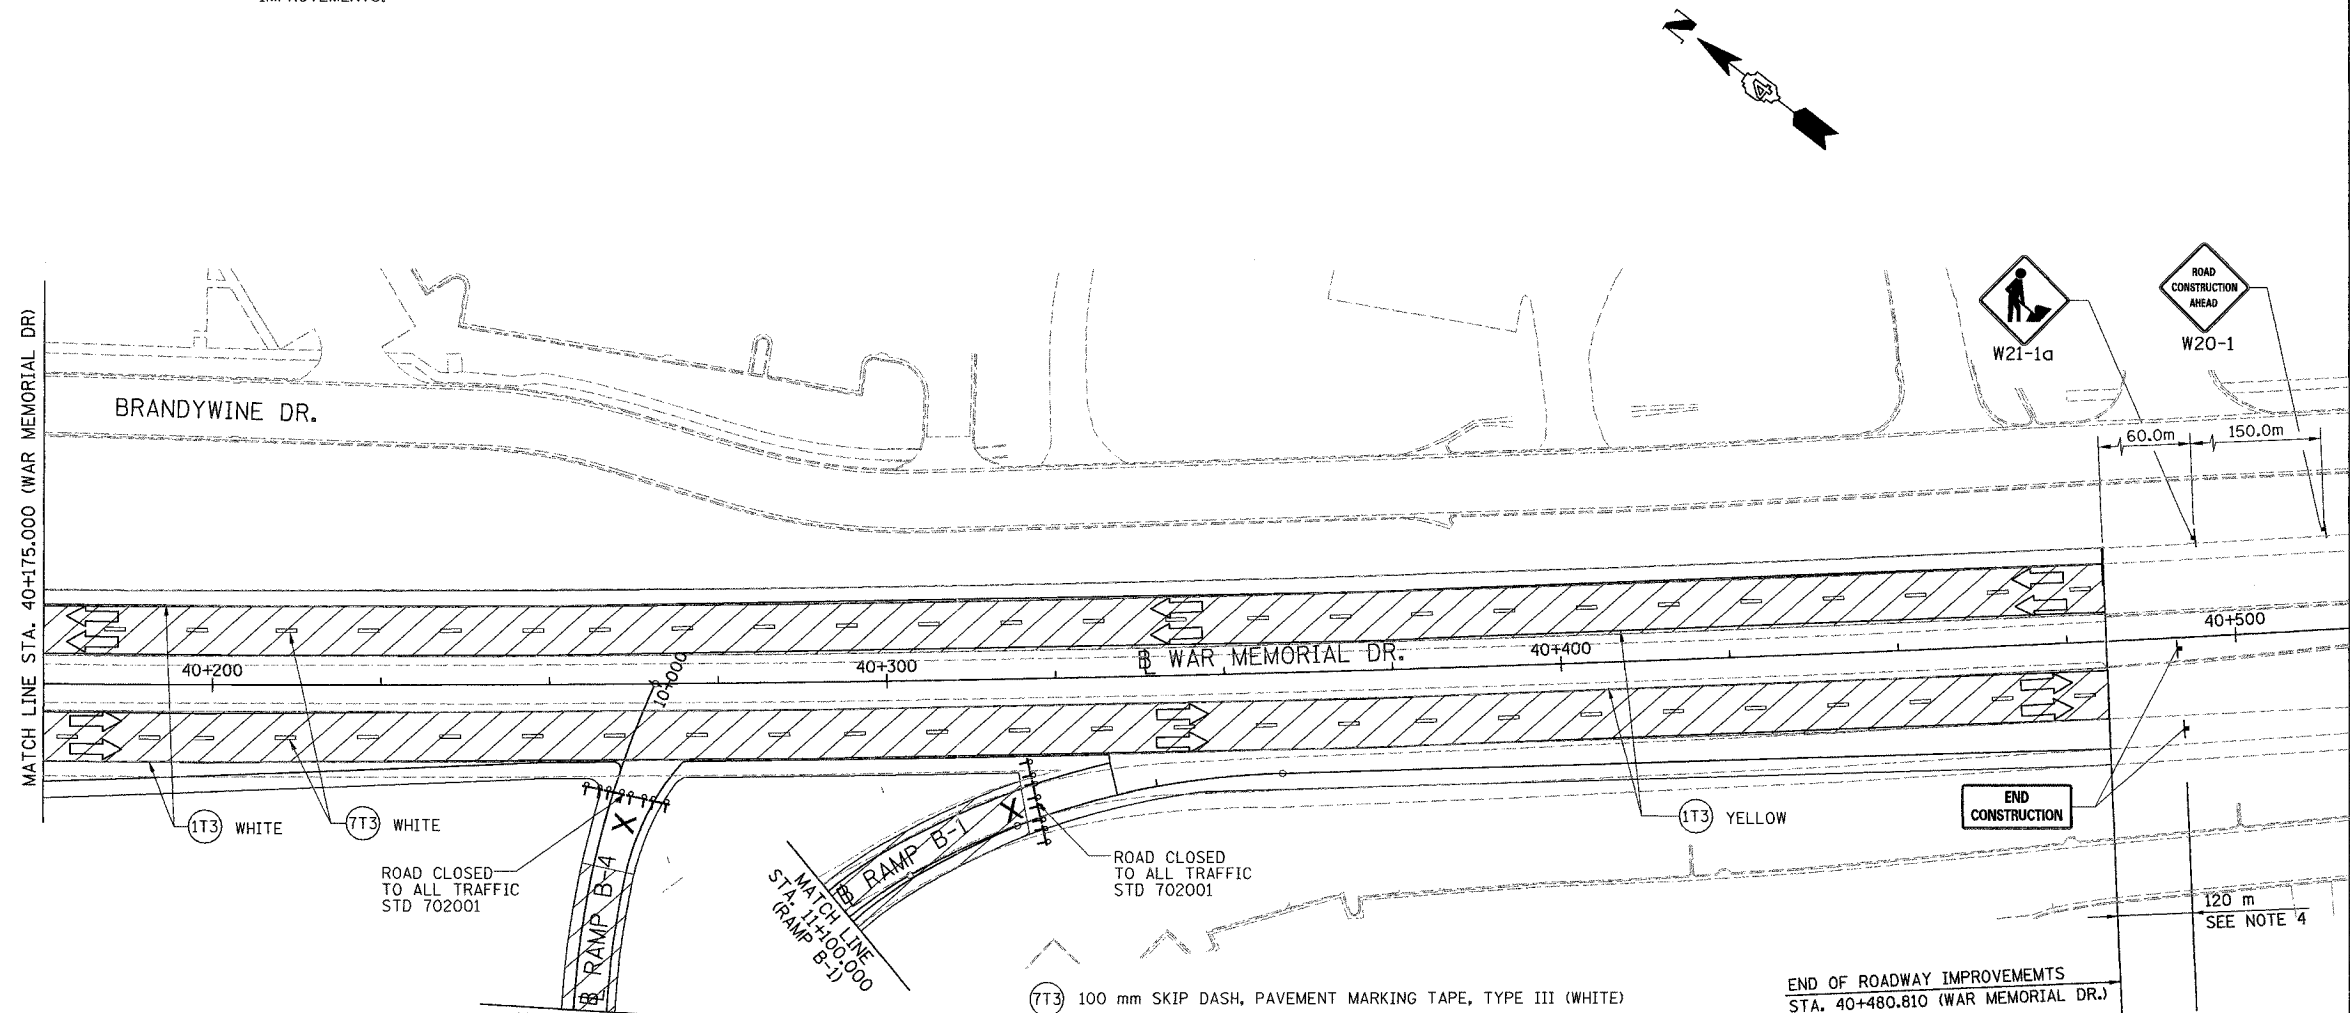 IMPROVEMENTS.
N
4
MATCH LINE STA. 40+175.000 (WAR MEMORIAL DR)
BRANDYWINE DR.
W21-1a
ROAD
CONSTRUCTION
AHEAD
W20-1
60.0m
150.0m
40+200
10+000
40+300
BL WAR MEMORIAL DR.
40+400
40+500
1T3 WHITE
7T3 WHITE
1T3 YELLOW
END
CONSTRUCTION
ROAD CLOSED
TO ALL TRAFFIC
STD 702001
BL RAMP B-4
X
BL RAMP B-1
X
MATCH LINE
STA. 11+100.000
(RAMP B-1)
ROAD CLOSED
TO ALL TRAFFIC
STD 702001
120 m
SEE NOTE 4
7T3 100 mm SKIP DASH, PAVEMENT MARKING TAPE, TYPE III (WHITE)
END OF ROADWAY IMPROVEMEMTS
STA. 40+480.810 (WAR MEMORIAL DR.)